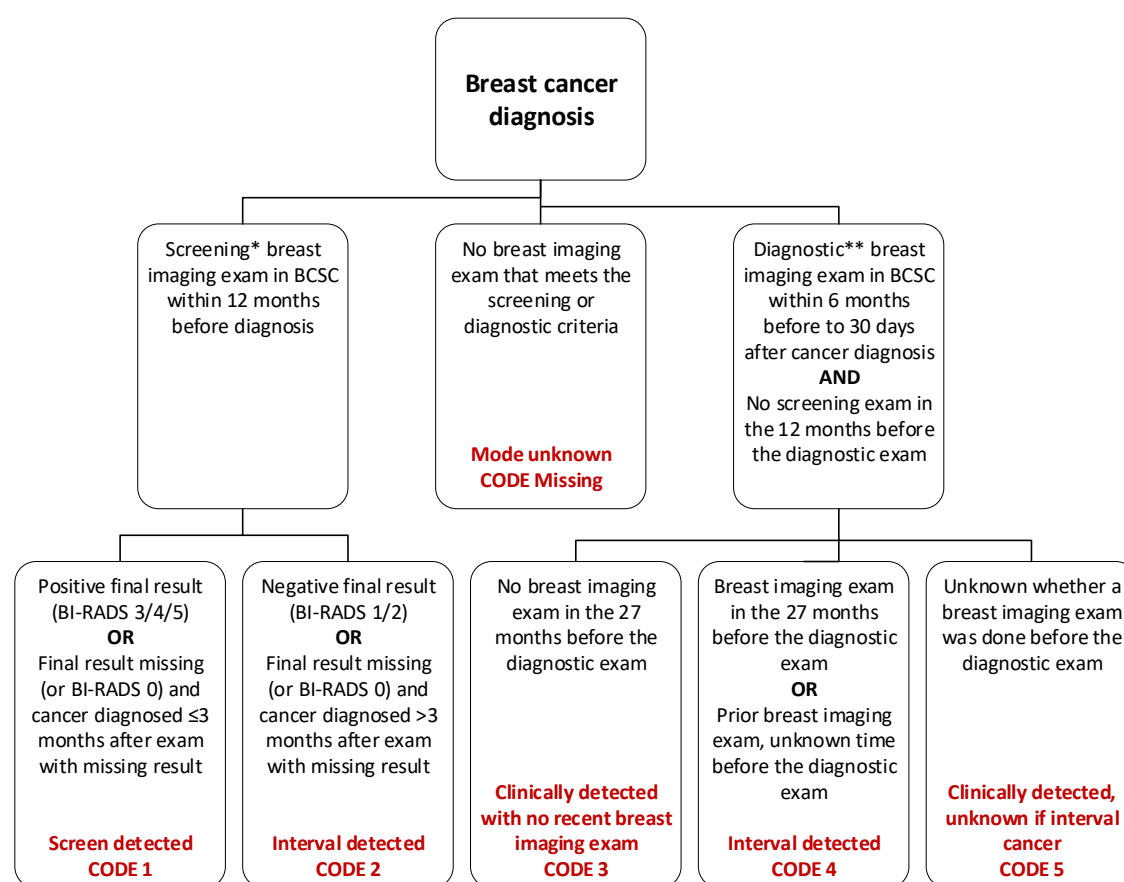 Breast cancer
diagnosis
Screening* breast
imaging exam in BCSC
within 12 months
before diagnosis
No breast imaging
exam that meets the
screening or
diagnostic criteria
Mode unknown
CODE Missing
Diagnostic** breast
imaging exam in BCSC
within 6 months
before to 30 days
after cancer diagnosis
AND
No screening exam in
the 12 months before
the diagnostic exam
Positive final result
(BI-RADS 3/4/5)
OR
Final result missing
(or BI-RADS 0) and
cancer diagnosed ≤3
months after exam
with missing result
Screen detected
CODE 1
Negative final result
(BI-RADS 1/2)
OR
Final result missing
(or BI-RADS 0) and
cancer diagnosed >3
months after exam
with missing result
Interval detected
CODE 2
No breast imaging
exam in the 27
months before the
diagnostic exam
Clinically detected
with no recent breast
imaging exam
CODE 3
Breast imaging exam
in the 27 months
before the diagnostic
exam
OR
Prior breast imaging
exam, unknown time
before the diagnostic
exam
Interval detected
CODE 4
Unknown whether a
breast imaging exam
was done before the
diagnostic exam
Clinically detected,
unknown if interval
cancer
CODE 5